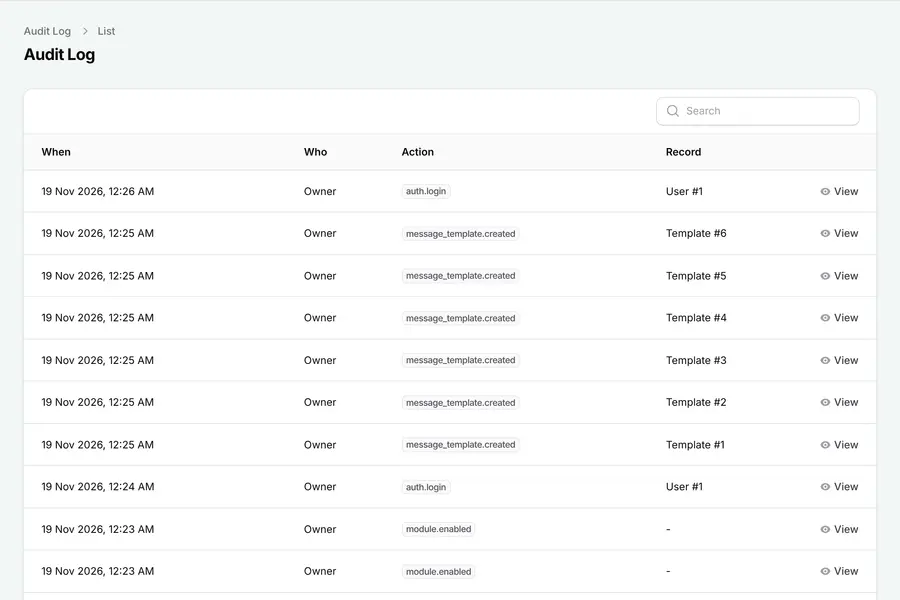 Audit Log > List
Audit Log
Search
When Who Action Record
19 Nov 2026, 12:26 AM Owner auth.login User #1 View
19 Nov 2026, 12:25 AM Owner message_template.created Template #6 View
19 Nov 2026, 12:25 AM Owner message_template.created Template #5 View
19 Nov 2026, 12:25 AM Owner message_template.created Template #4 View
19 Nov 2026, 12:25 AM Owner message_template.created Template #3 View
19 Nov 2026, 12:25 AM Owner message_template.created Template #2 View
19 Nov 2026, 12:25 AM Owner message_template.created Template #1 View
19 Nov 2026, 12:24 AM Owner auth.login User #1 View
19 Nov 2026, 12:23 AM Owner module.enabled - View
19 Nov 2026, 12:23 AM Owner module.enabled - View